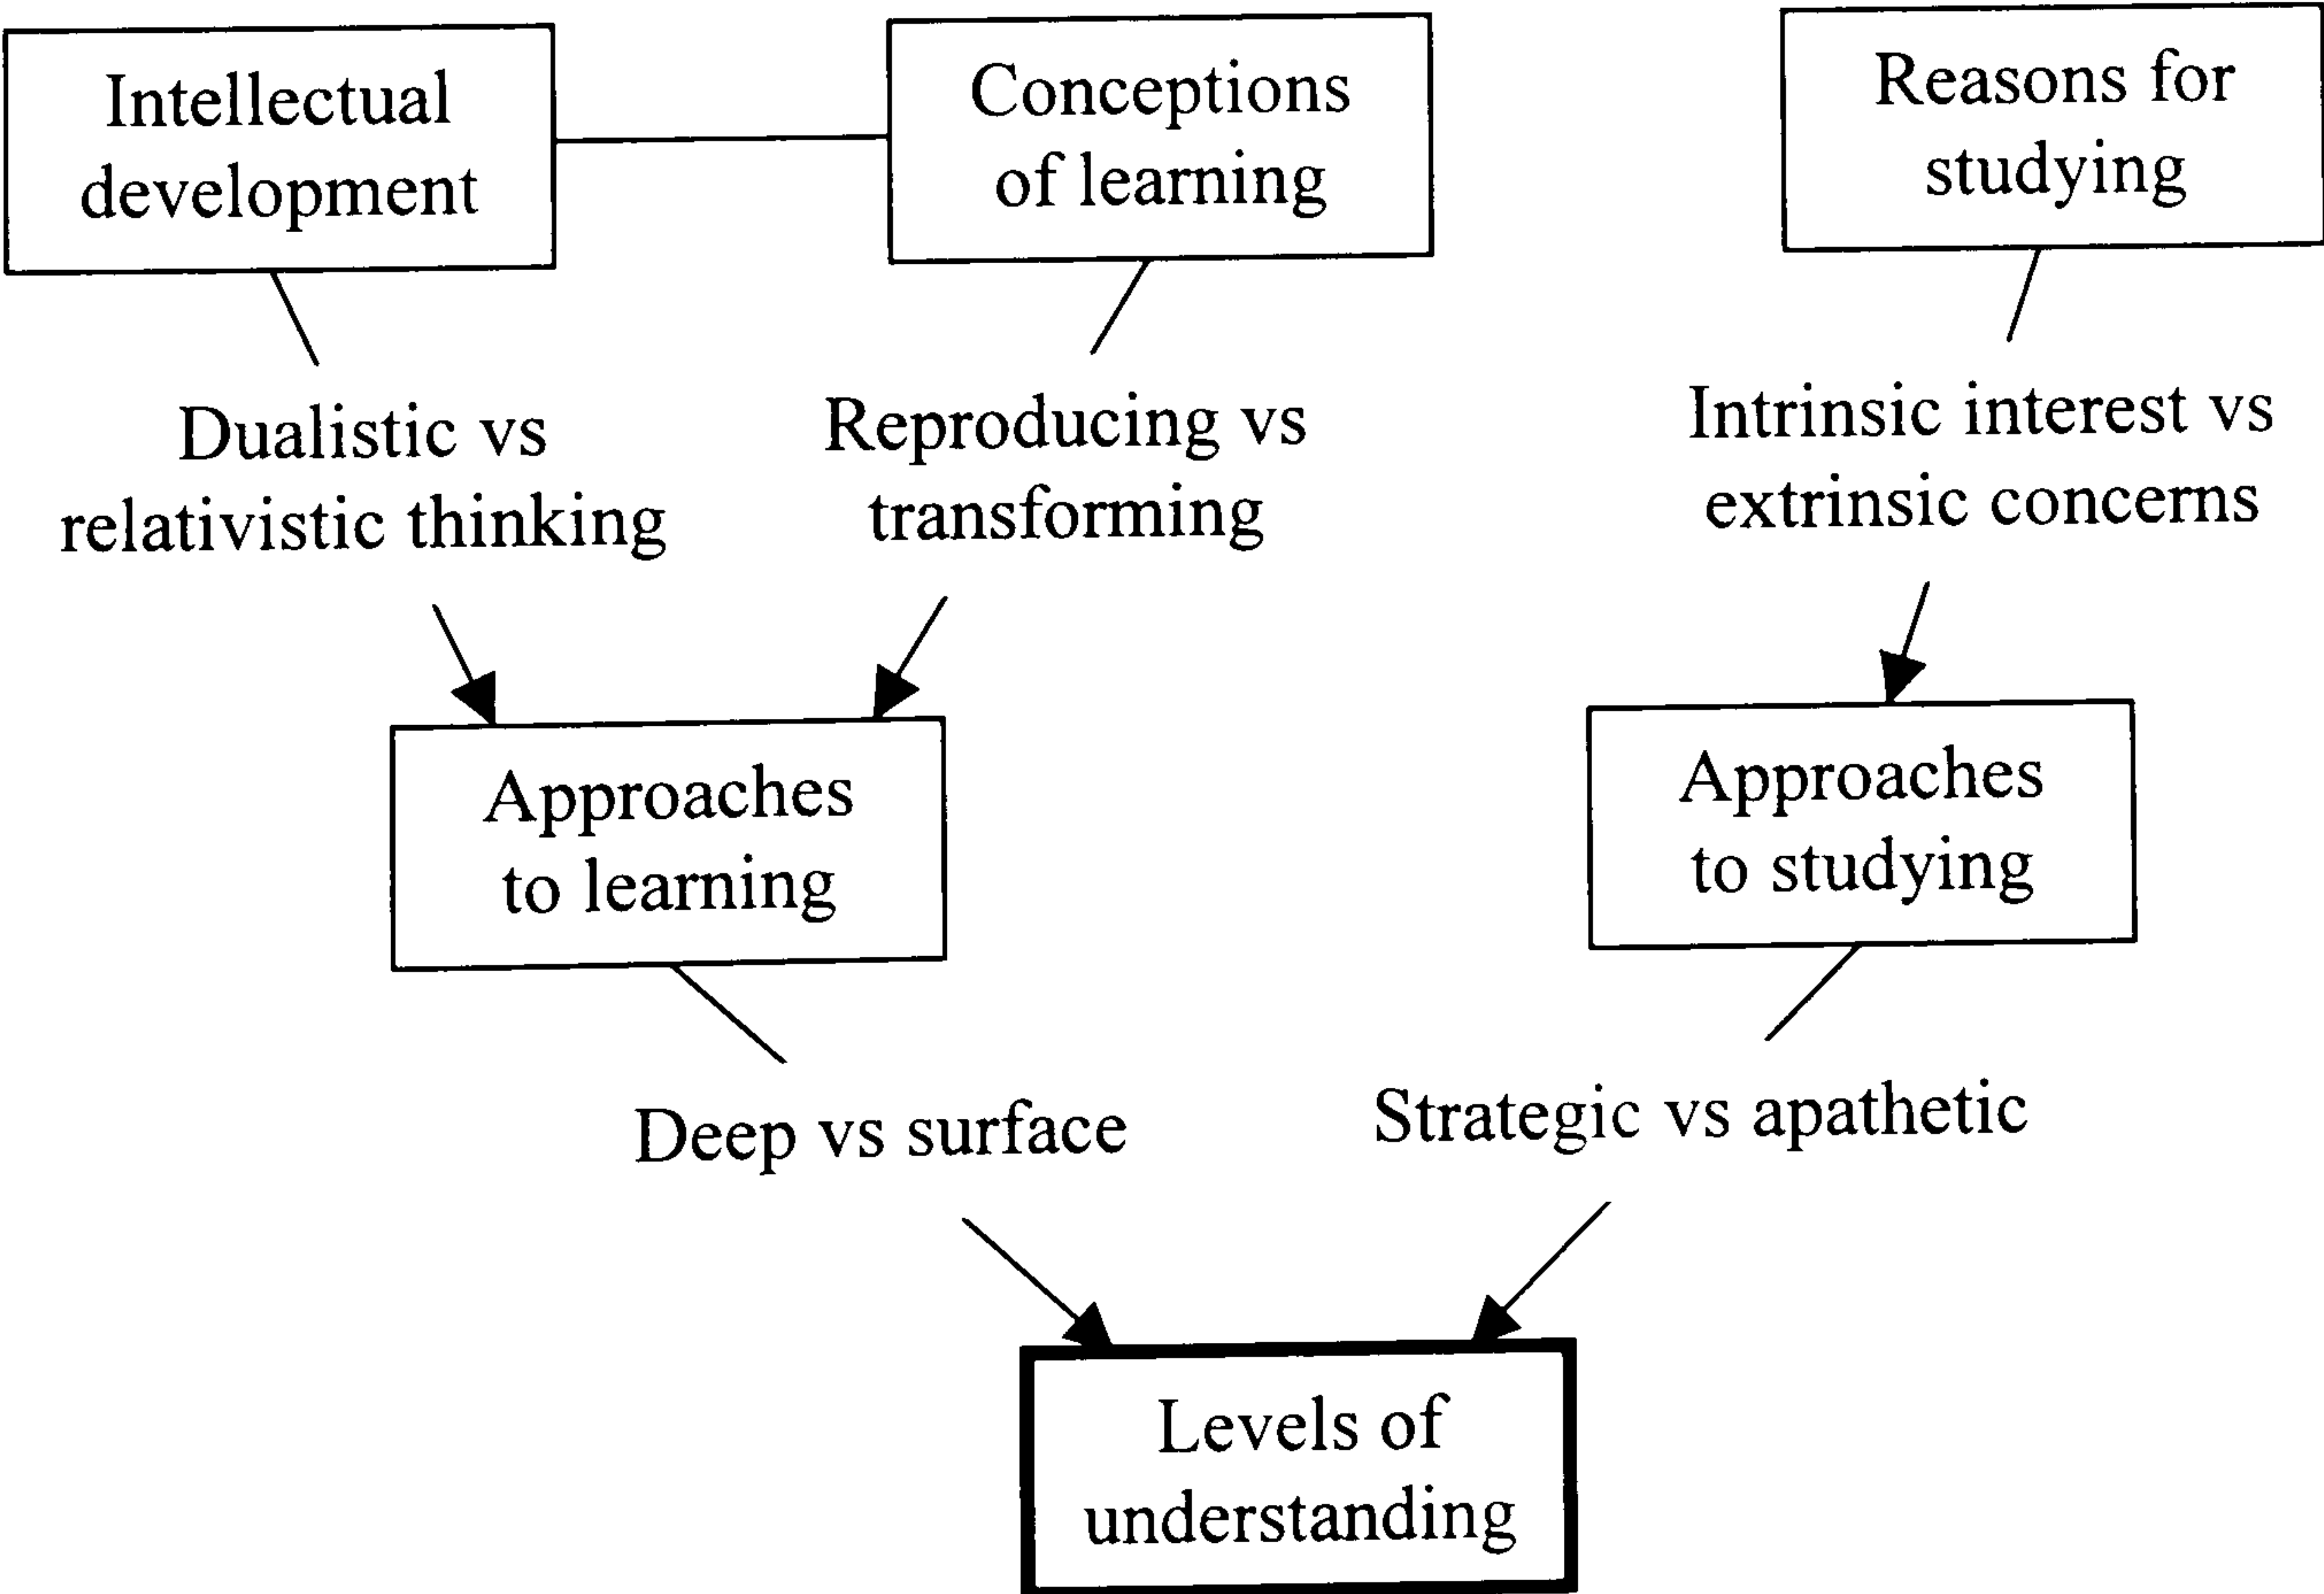 Intellectual
development
Conceptions
of learning
Reasons for
studying
Dualistic vs
relativistic thinking
Reproducing vs
transforming
Intrinsic interest vs
extrinsic concerns
Approaches
to learning
Approaches
to studying
Deep vs surface
Strategic vs apathetic
Levels of
understanding